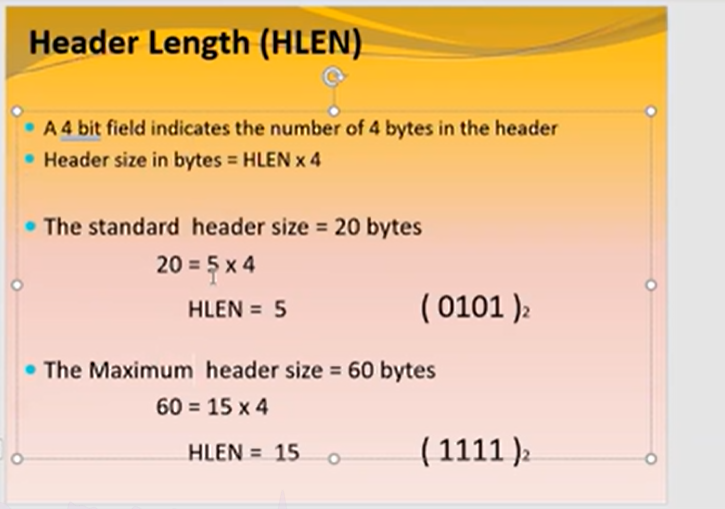 Header Length (HLEN)
A 4 bit field indicates the number of 4 bytes in the header
Header size in bytes = HLEN x 4
The standard header size = 20 bytes
20 = 5 x 4
HLEN = 5 ( 0101 )₂
The Maximum header size = 60 bytes
60 = 15 x 4
HLEN = 15 ( 1111 )₂